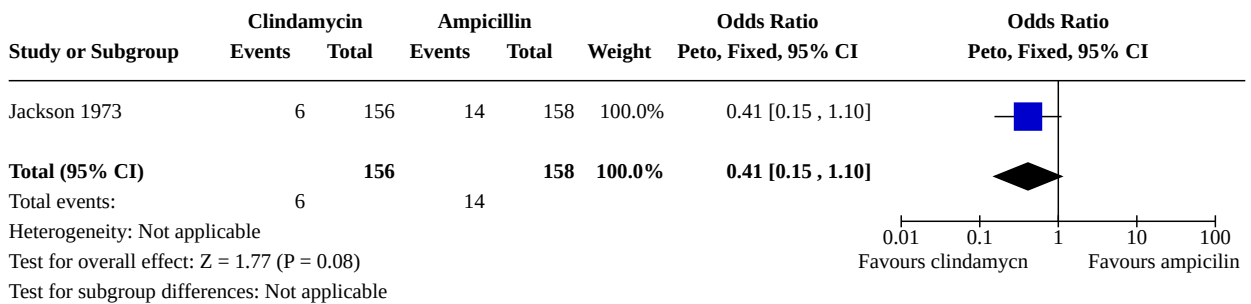 Clindamycin Ampicillin Odds Ratio Odds Ratio
Study or Subgroup Events Total Events Total Weight Peto, Fixed, 95% CI Peto, Fixed, 95% CI
Jackson 1973 6 156 14 158 100.0% 0.41 [0.15 , 1.10]
Total (95% CI) 156 158 100.0% 0.41 [0.15 , 1.10]
Total events: 6 14
Heterogeneity: Not applicable 0.01 0.1 1 10 100
Test for overall effect: Z = 1.77 (P = 0.08) Favours clindamycn Favours ampicilin
Test for subgroup differences: Not applicable